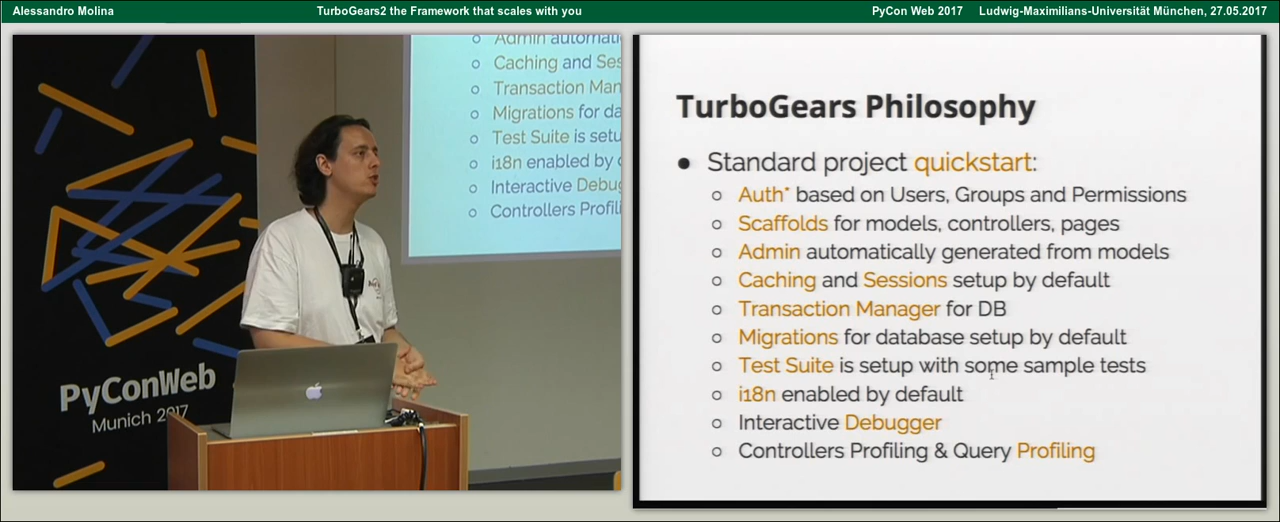 Alessandro Molina
TurboGears2 the Framework that scales with you
PyCon Web 2017
Ludwig-Maximilians-Universität München, 27.05.2017
Admin automati
Caching and Ses
Transaction Man
Migrations for da
Test Suite is setu
i18n enabled by
Interactive Debug
Controllers Profili
PyConWeb
Munich 2017
TurboGears Philosophy
● Standard project quickstart:
○ Auth* based on Users, Groups and Permissions
○ Scaffolds for models, controllers, pages
○ Admin automatically generated from models
○ Caching and Sessions setup by default
○ Transaction Manager for DB
○ Migrations for database setup by default
○ Test Suite is setup with some sample tests
○ i18n enabled by default
○ Interactive Debugger
○ Controllers Profiling & Query Profiling